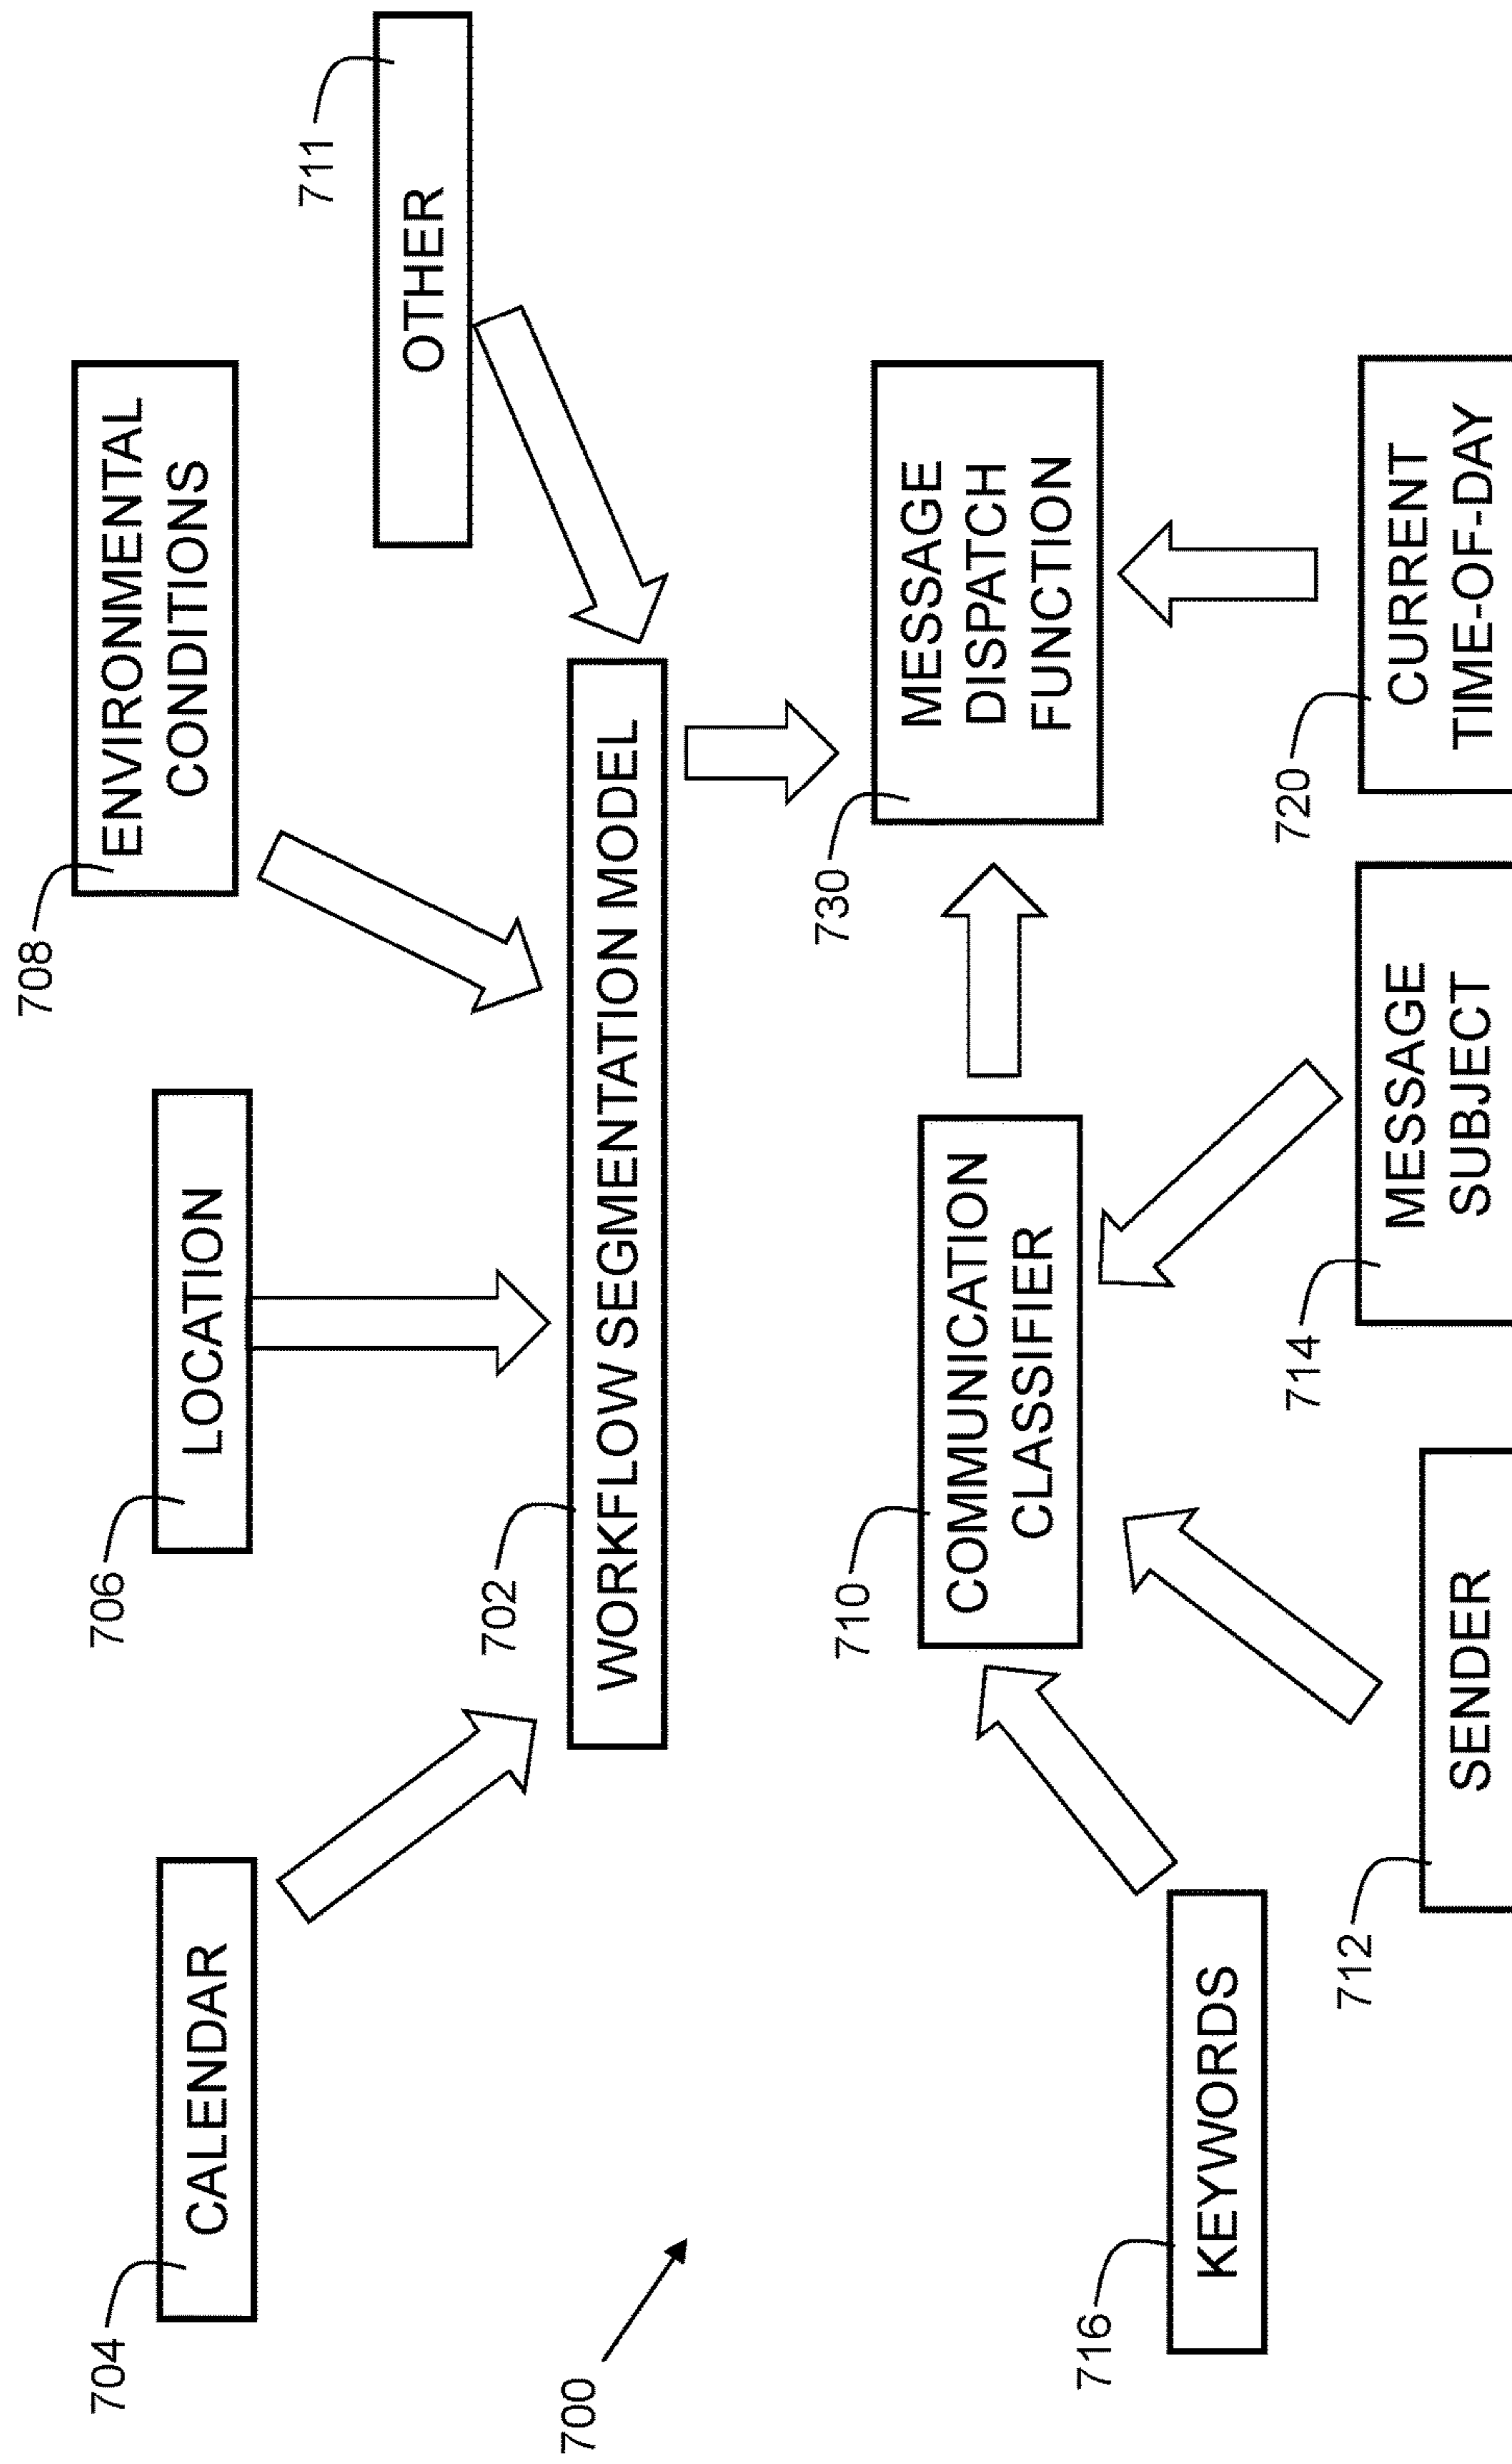 708
ENVIRONMENTAL
CONDITIONS
706
LOCATION
704
CALENDAR
711
OTHER
702
WORKFLOW SEGMENTATION MODEL
700
710
COMMUNICATION
CLASSIFIER
730
MESSAGE
DISPATCH
FUNCTION
716
KEYWORDS
712
SENDER
714
MESSAGE
SUBJECT
720
CURRENT
TIME-OF-DAY